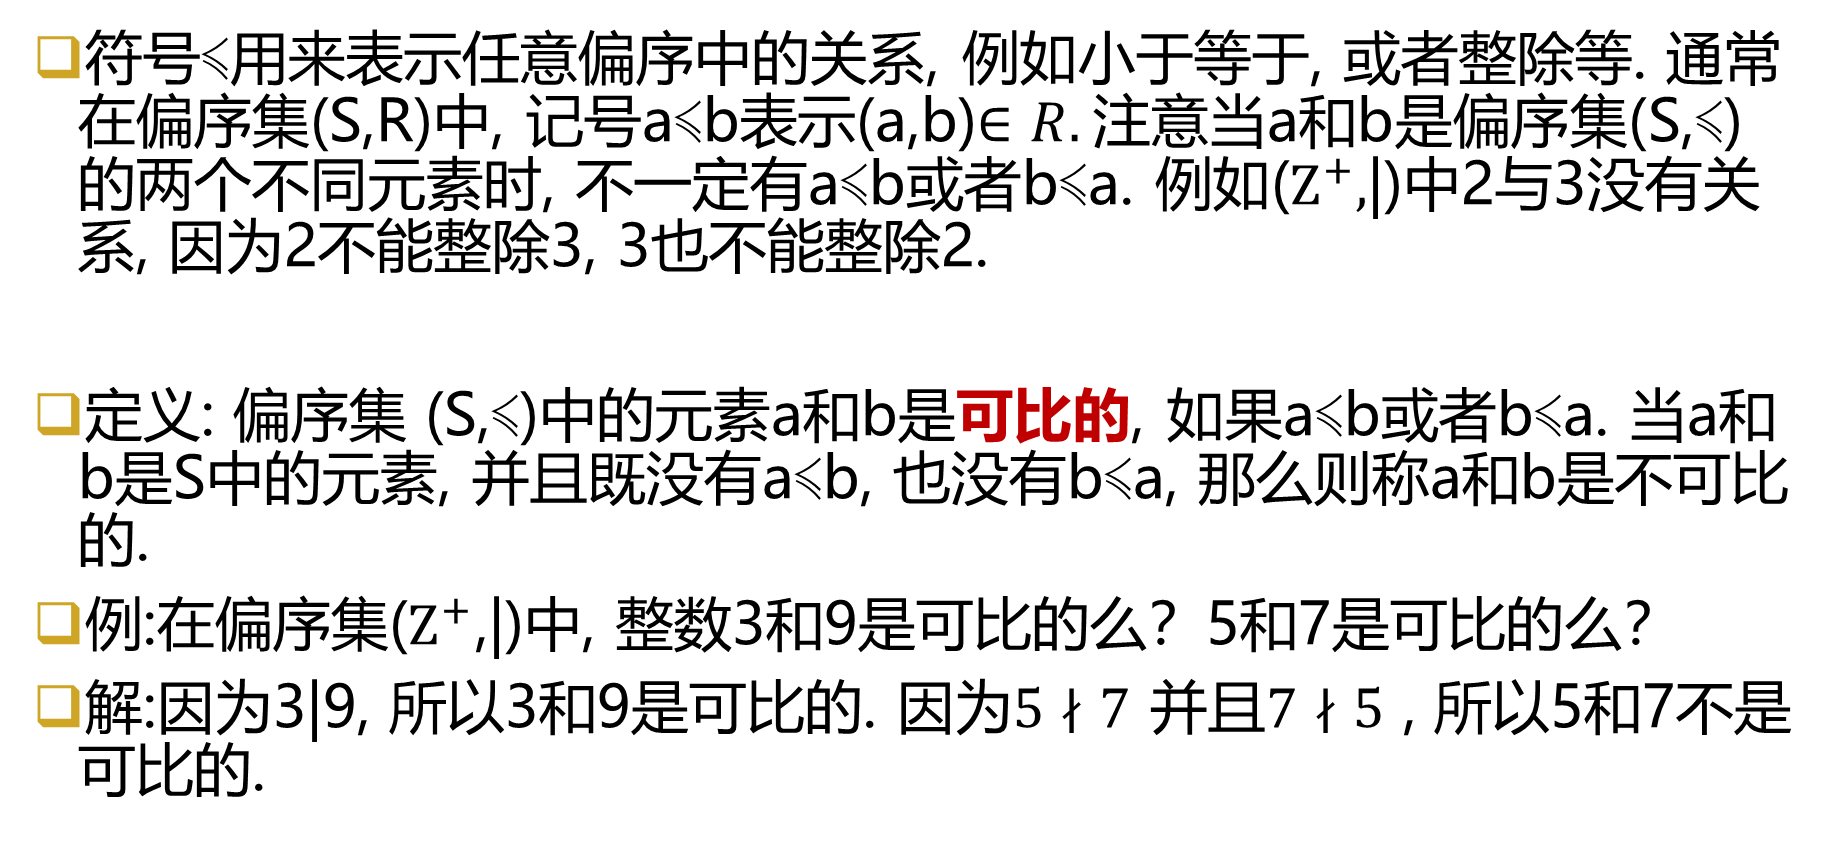 ❑符号≼用来表示任意偏序中的关系, 例如小于等于, 或者整除等. 通常
在偏序集(S,R)中, 记号a≼b表示(a,b)∈ R. 注意当a和b是偏序集(S,≼)
的两个不同元素时, 不一定有a≼b或者b≼a. 例如(Z⁺,|)中2与3没有关
系, 因为2不能整除3, 3也不能整除2.
❑定义: 偏序集 (S,≼)中的元素a和b是可比的, 如果a≼b或者b≼a. 当a和
b是S中的元素, 并且既没有a≼b, 也没有b≼a, 那么则称a和b是不可比
的.
❑例:在偏序集(Z⁺,|)中, 整数3和9是可比的么? 5和7是可比的么?
❑解:因为3|9, 所以3和9是可比的. 因为5 ∤ 7 并且7 ∤ 5 , 所以5和7不是
可比的.